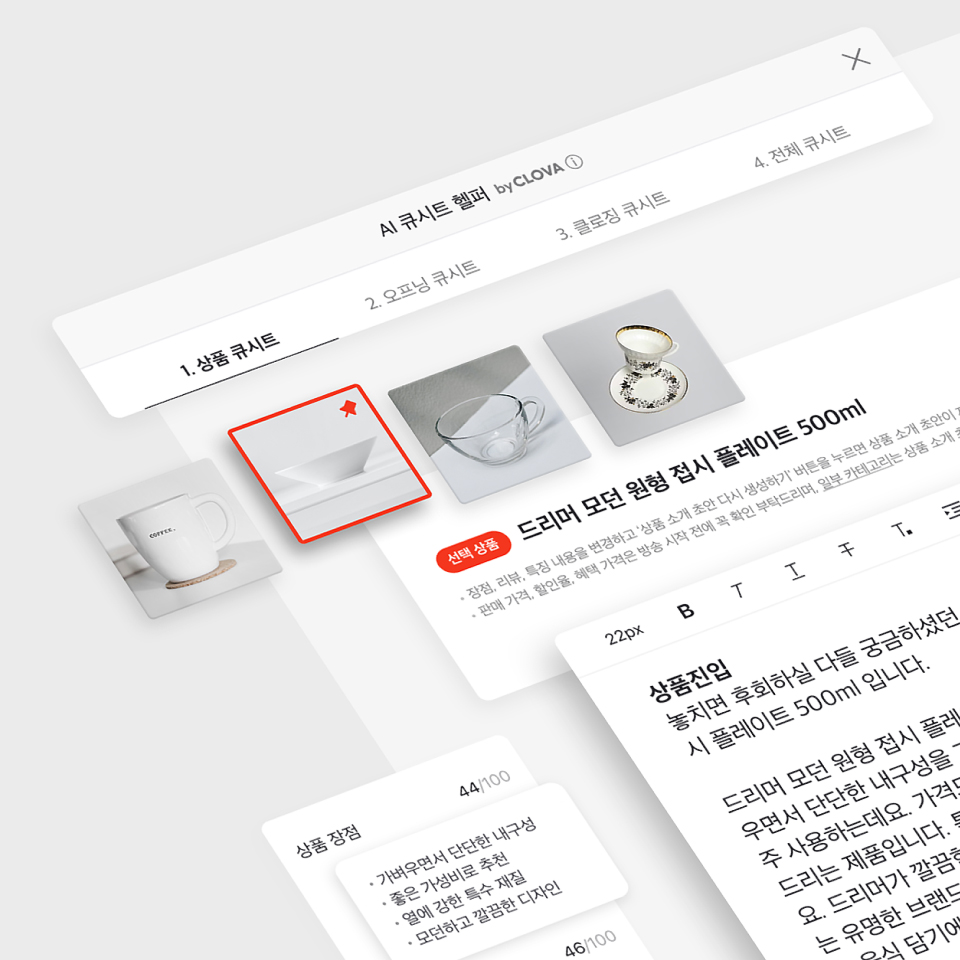 AI 큐시트 헬퍼 by CLOVA
1. 상품 큐시트
2. 오프닝 큐시트
3. 클로징 큐시트
4. 전체 큐시트
COFFEE.
선택 상품
드리머 모던 원형 접시 플레이트 500ml
• 장점, 리뷰, 특징 내용을 변경하고 '상품 소개 초안 다시 생성하기' 버튼을 누르면 상품 소개 초안이
• 판매 가격, 할인율, 혜택 가격은 방송 시작 전에 꼭 확인 부탁드리며, 일부 카테고리는 상품 소개
22px B T T T T.
상품진입
놓치면 후회하실 다들 궁금하셨던
시 플레이트 500ml 입니다.
드리머 모던 원형 접시 플레
우면서 단단한 내구성을
주 사용하는데요. 가격도
드리는 제품입니다.
요. 드리머가 깔끔한
는 유명한 브랜드
음식 담기에
44/100
상품 장점
• 가벼우면서 단단한 내구성
• 좋은 가성비로 추천
• 열에 강한 특수 재질
• 모던하고 깔끔한 디자인
46/100